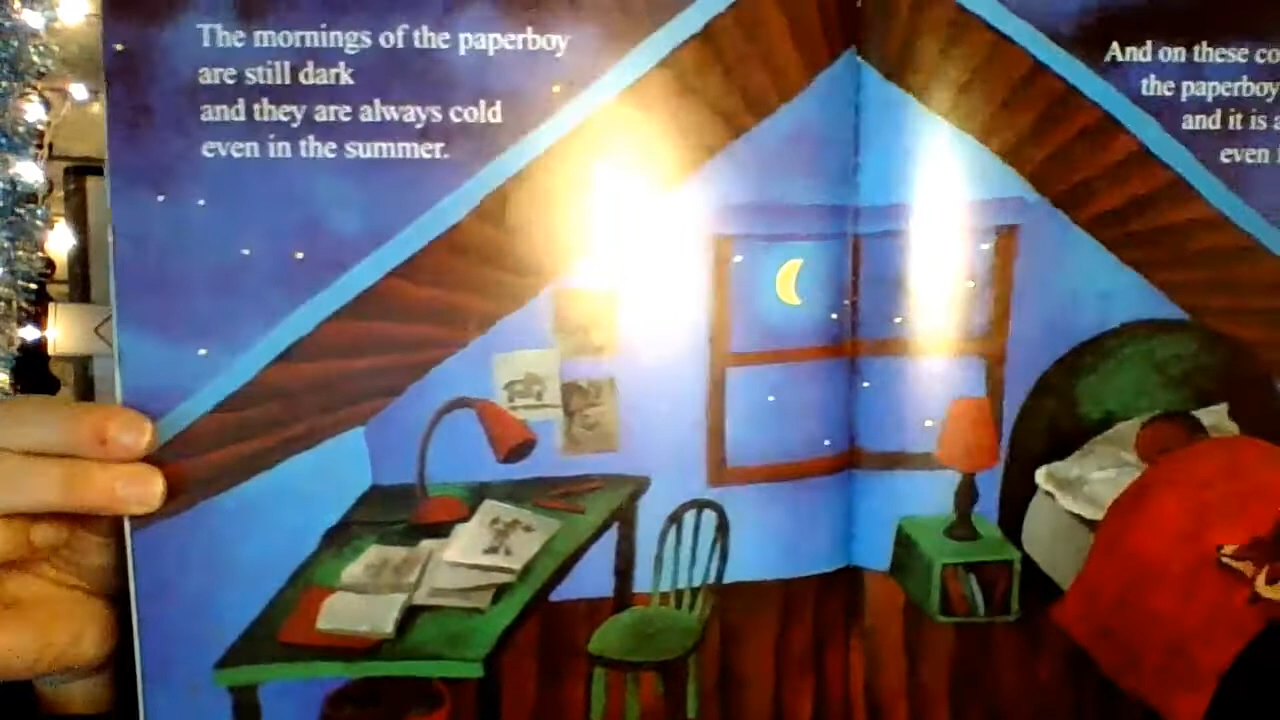 The mornings of the paperboy
are still dark
and they are always cold
even in the summer.
And on these
the paperboy
and it is
even